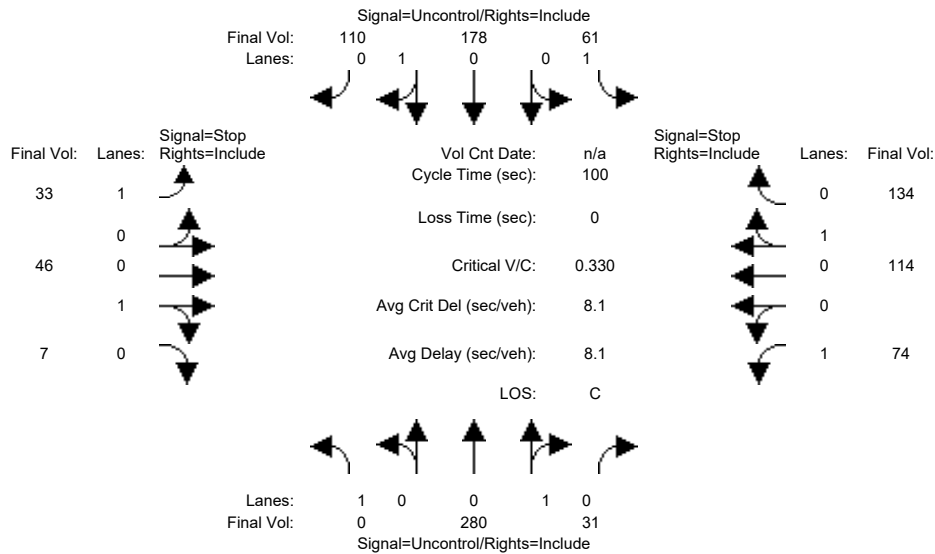 Signal=Uncontrol/Rights=Include
Final Vol: 110 178 61
Lanes: 0 1 0 0 1
Signal=Stop Signal=Stop
Final Vol: Lanes: Rights=Include Vol Cnt Date: n/a Rights=Include Lanes: Final Vol:
Cycle Time (sec): 100
33 1 0 134
Loss Time (sec): 0
0 1
46 0 Critical V/C: 0.330 0 114
1 Avg Crit Del (sec/veh): 8.1 0
7 0 Avg Delay (sec/veh): 8.1 1 74
LOS: C
Lanes: 1 0 0 1 0
Final Vol: 0 280 31
Signal=Uncontrol/Rights=Include